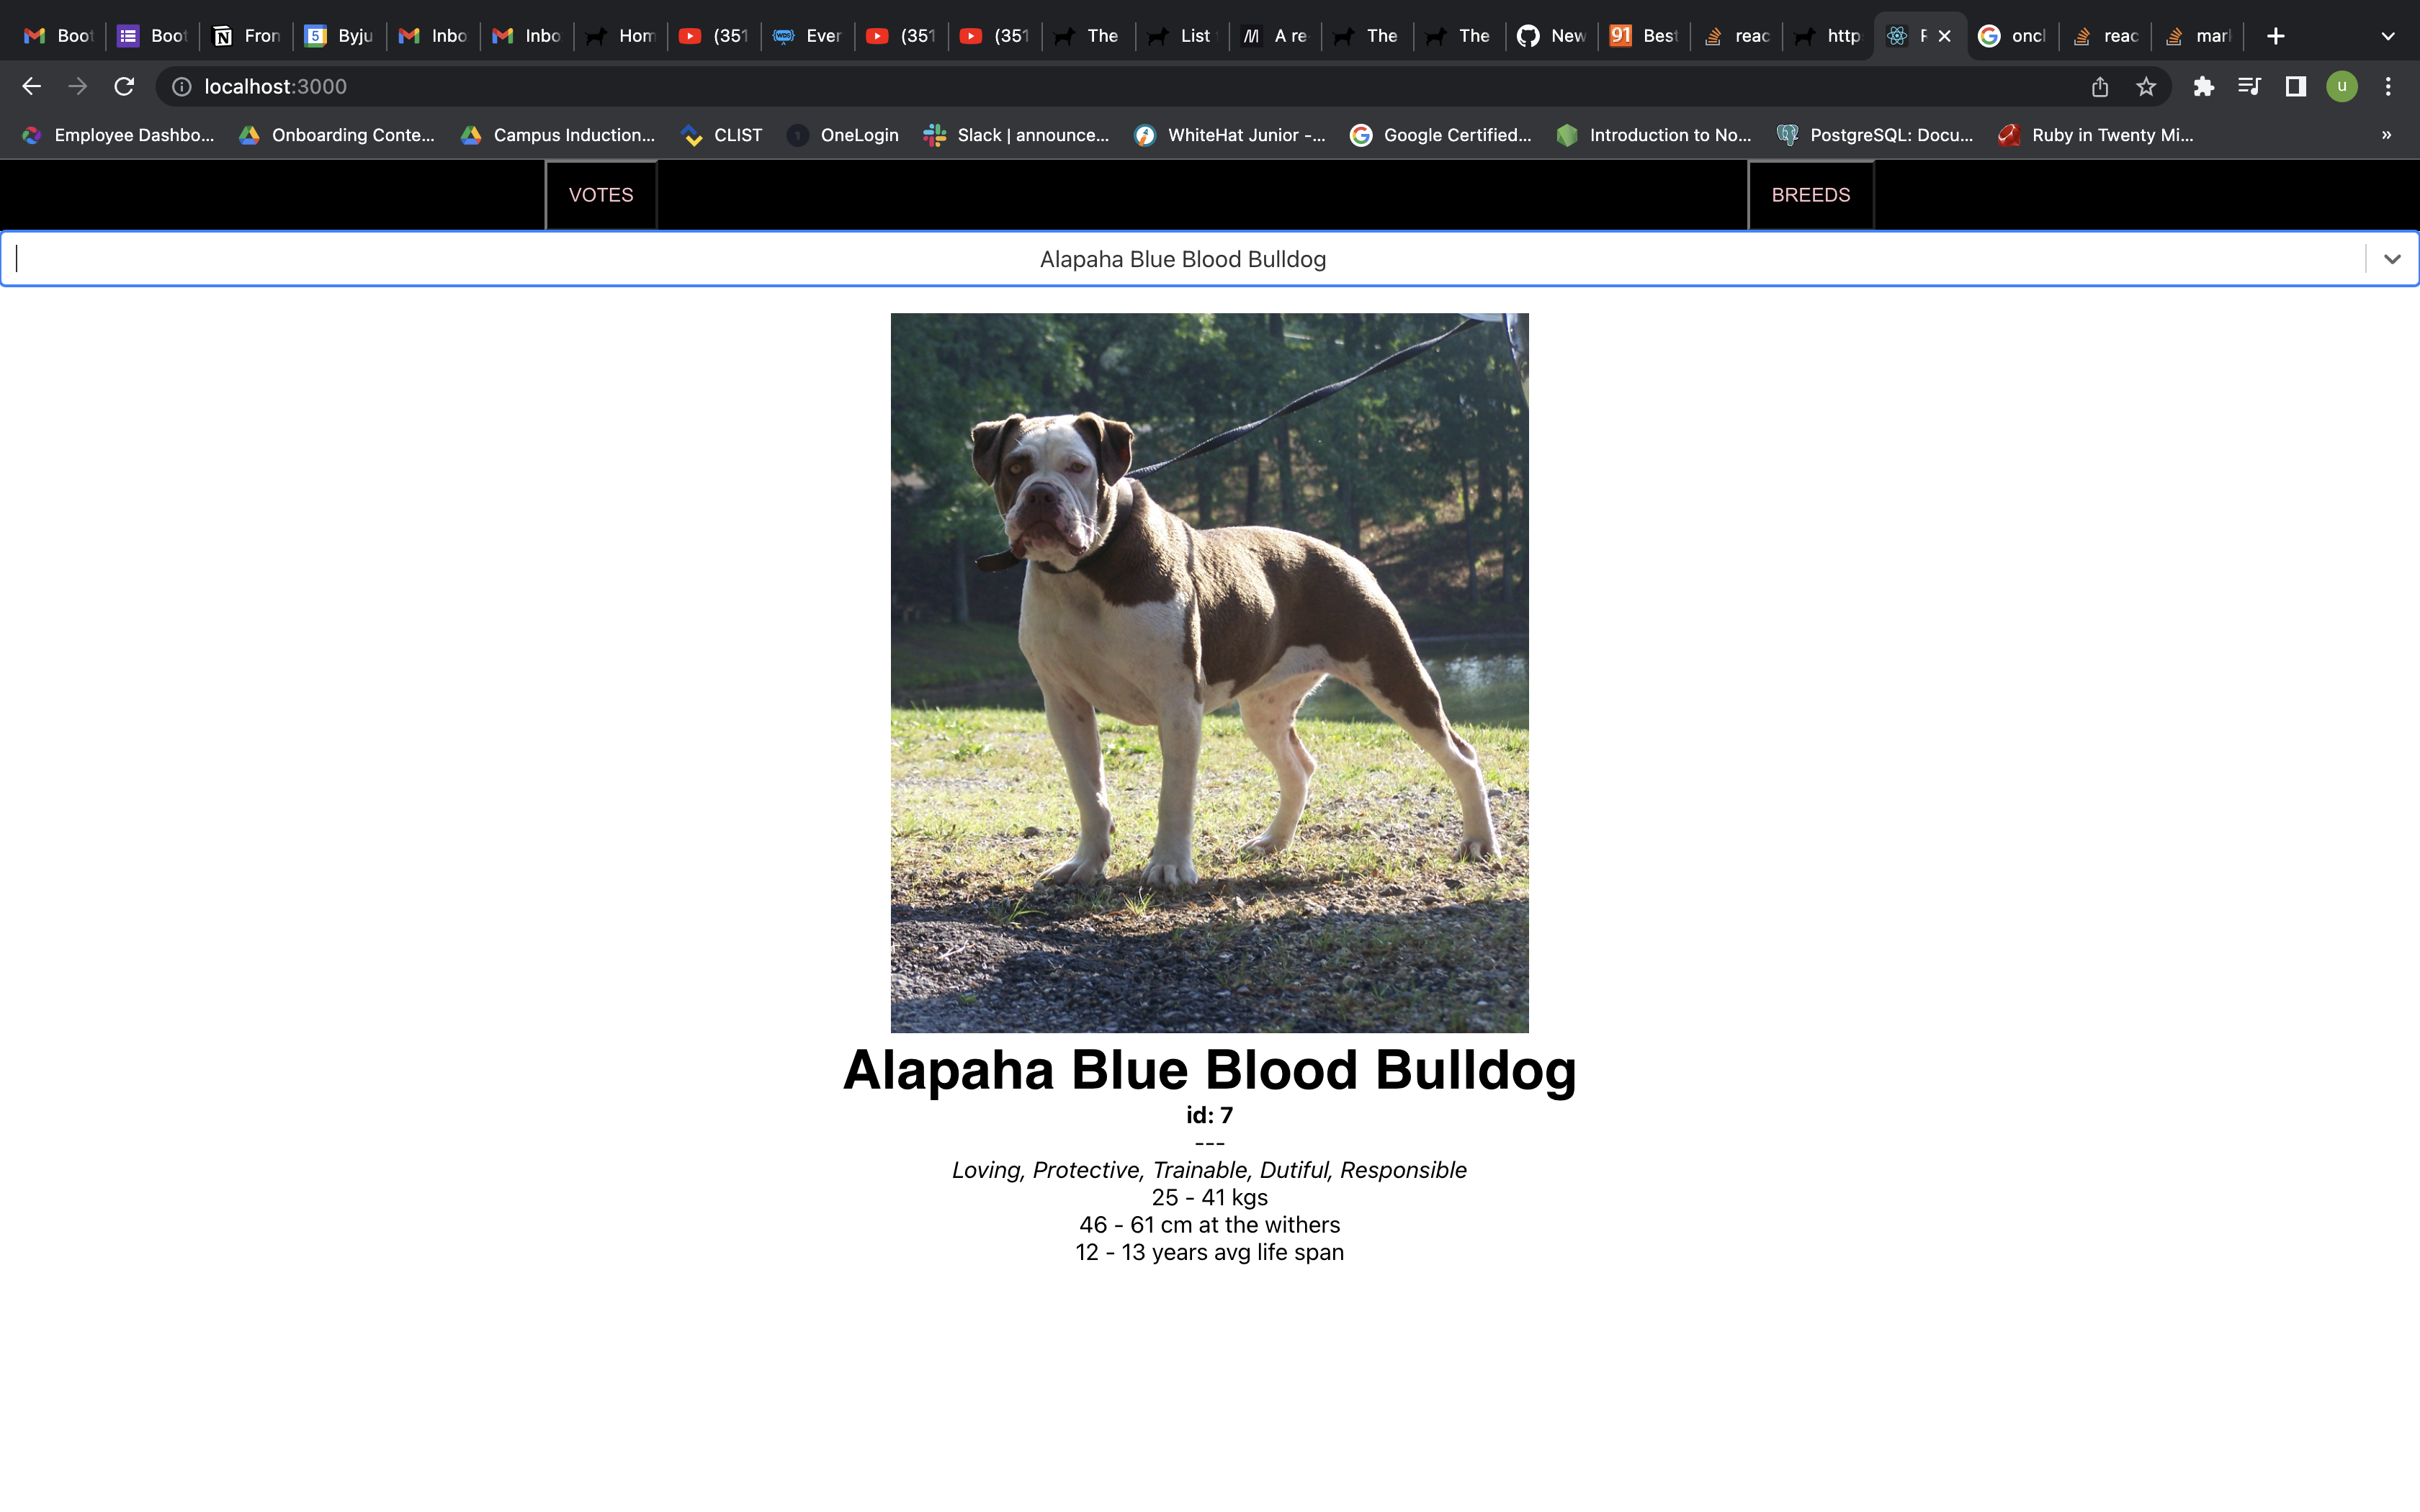 Boot Boot Fron 5 Byju Inbo Inbo Hom (351 Ever (351 (351 The List M A re The The New 91 Best reac http F oncl reac mar
localhost:3000 u
Employee Dashbo... Onboarding Conte... Campus Induction... CLIST OneLogin Slack | announce... WhiteHat Junior -... Google Certified... Introduction to No... PostgreSQL: Docu... Ruby in Twenty Mi... »
VOTES BREEDS
Alapaha Blue Blood Bulldog
Alapaha Blue Blood Bulldog
id: 7
---
Loving, Protective, Trainable, Dutiful, Responsible
25 - 41 kgs
46 - 61 cm at the withers
12 - 13 years avg life span